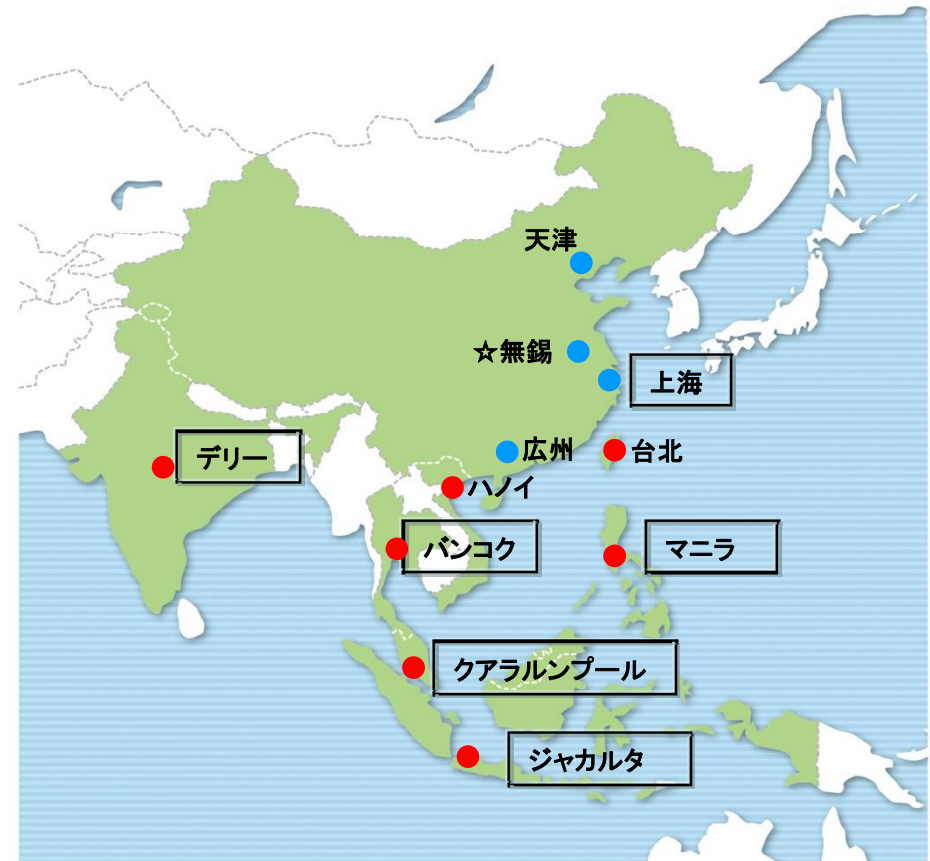 天津
☆無錫
上海
広州
台北
デリー
ハノイ
バンコク
マニラ
クアラルンプール
ジャカルタ